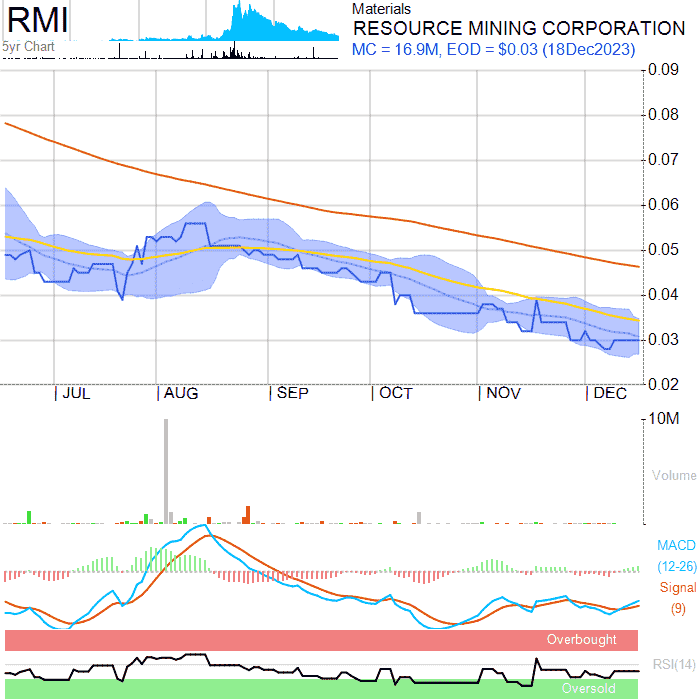 RMI
5yr Chart
Materials
RESOURCE MINING CORPORATION
MC = 16.9M, EOD = $0.03 (18Dec2023)
0.09
0.08
0.07
0.06
0.05
0.04
0.03
0.02
JUL AUG SEP OCT NOV DEC
10M
Volume
MACD
(12-26)
Signal
(9)
Overbought
RSI(14)
Oversold